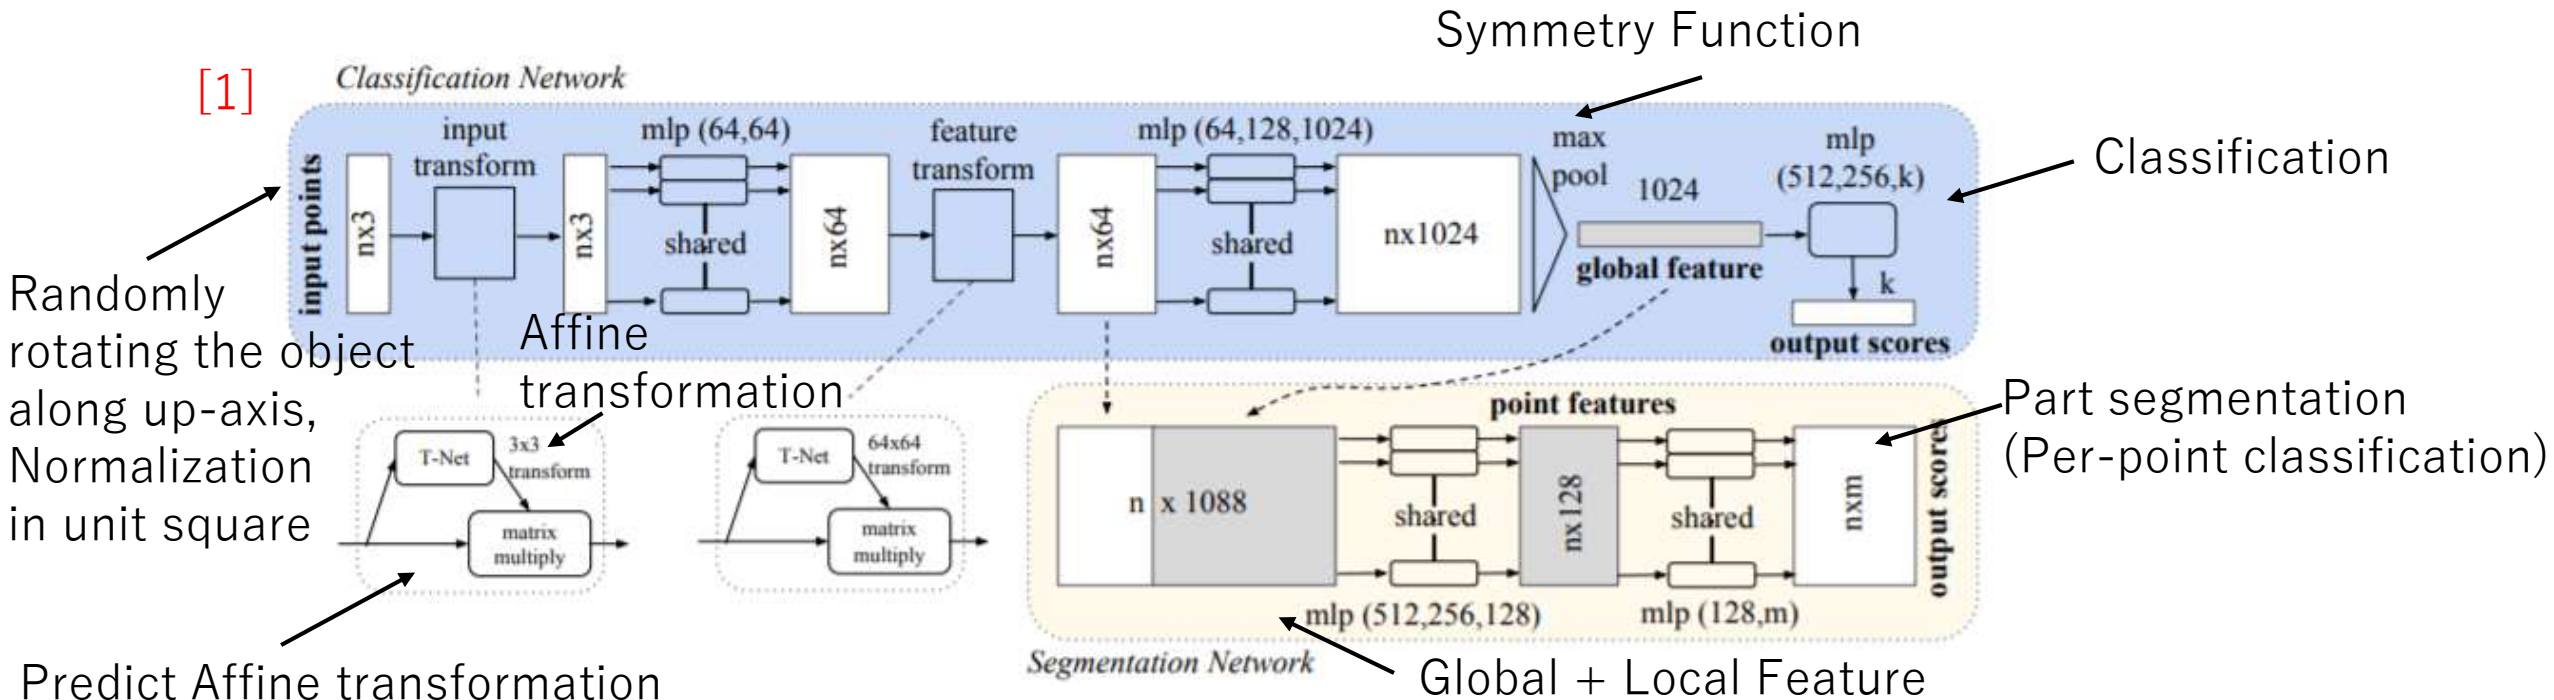 Symmetry Function
[1]
Classification Network
input points
nx3
input
transform
nx3
mlp (64,64)
shared
nx64
feature
transform
nx64
mlp (64,128,1024)
shared
nx1024
max
pool
1024
global feature
mlp
(512,256,k)
k
output scores
Classification
Randomly
rotating the object
along up-axis,
Normalization
in unit square
Affine
transformation
T-Net
3x3
transform
matrix
multiply
T-Net
64x64
transform
matrix
multiply
point features
n x 1088
shared
mlp (512,256,128)
nx128
shared
mlp (128,m)
nxm
output scores
Part segmentation
(Per-point classification)
Segmentation Network
Predict Affine transformation
Global + Local Feature